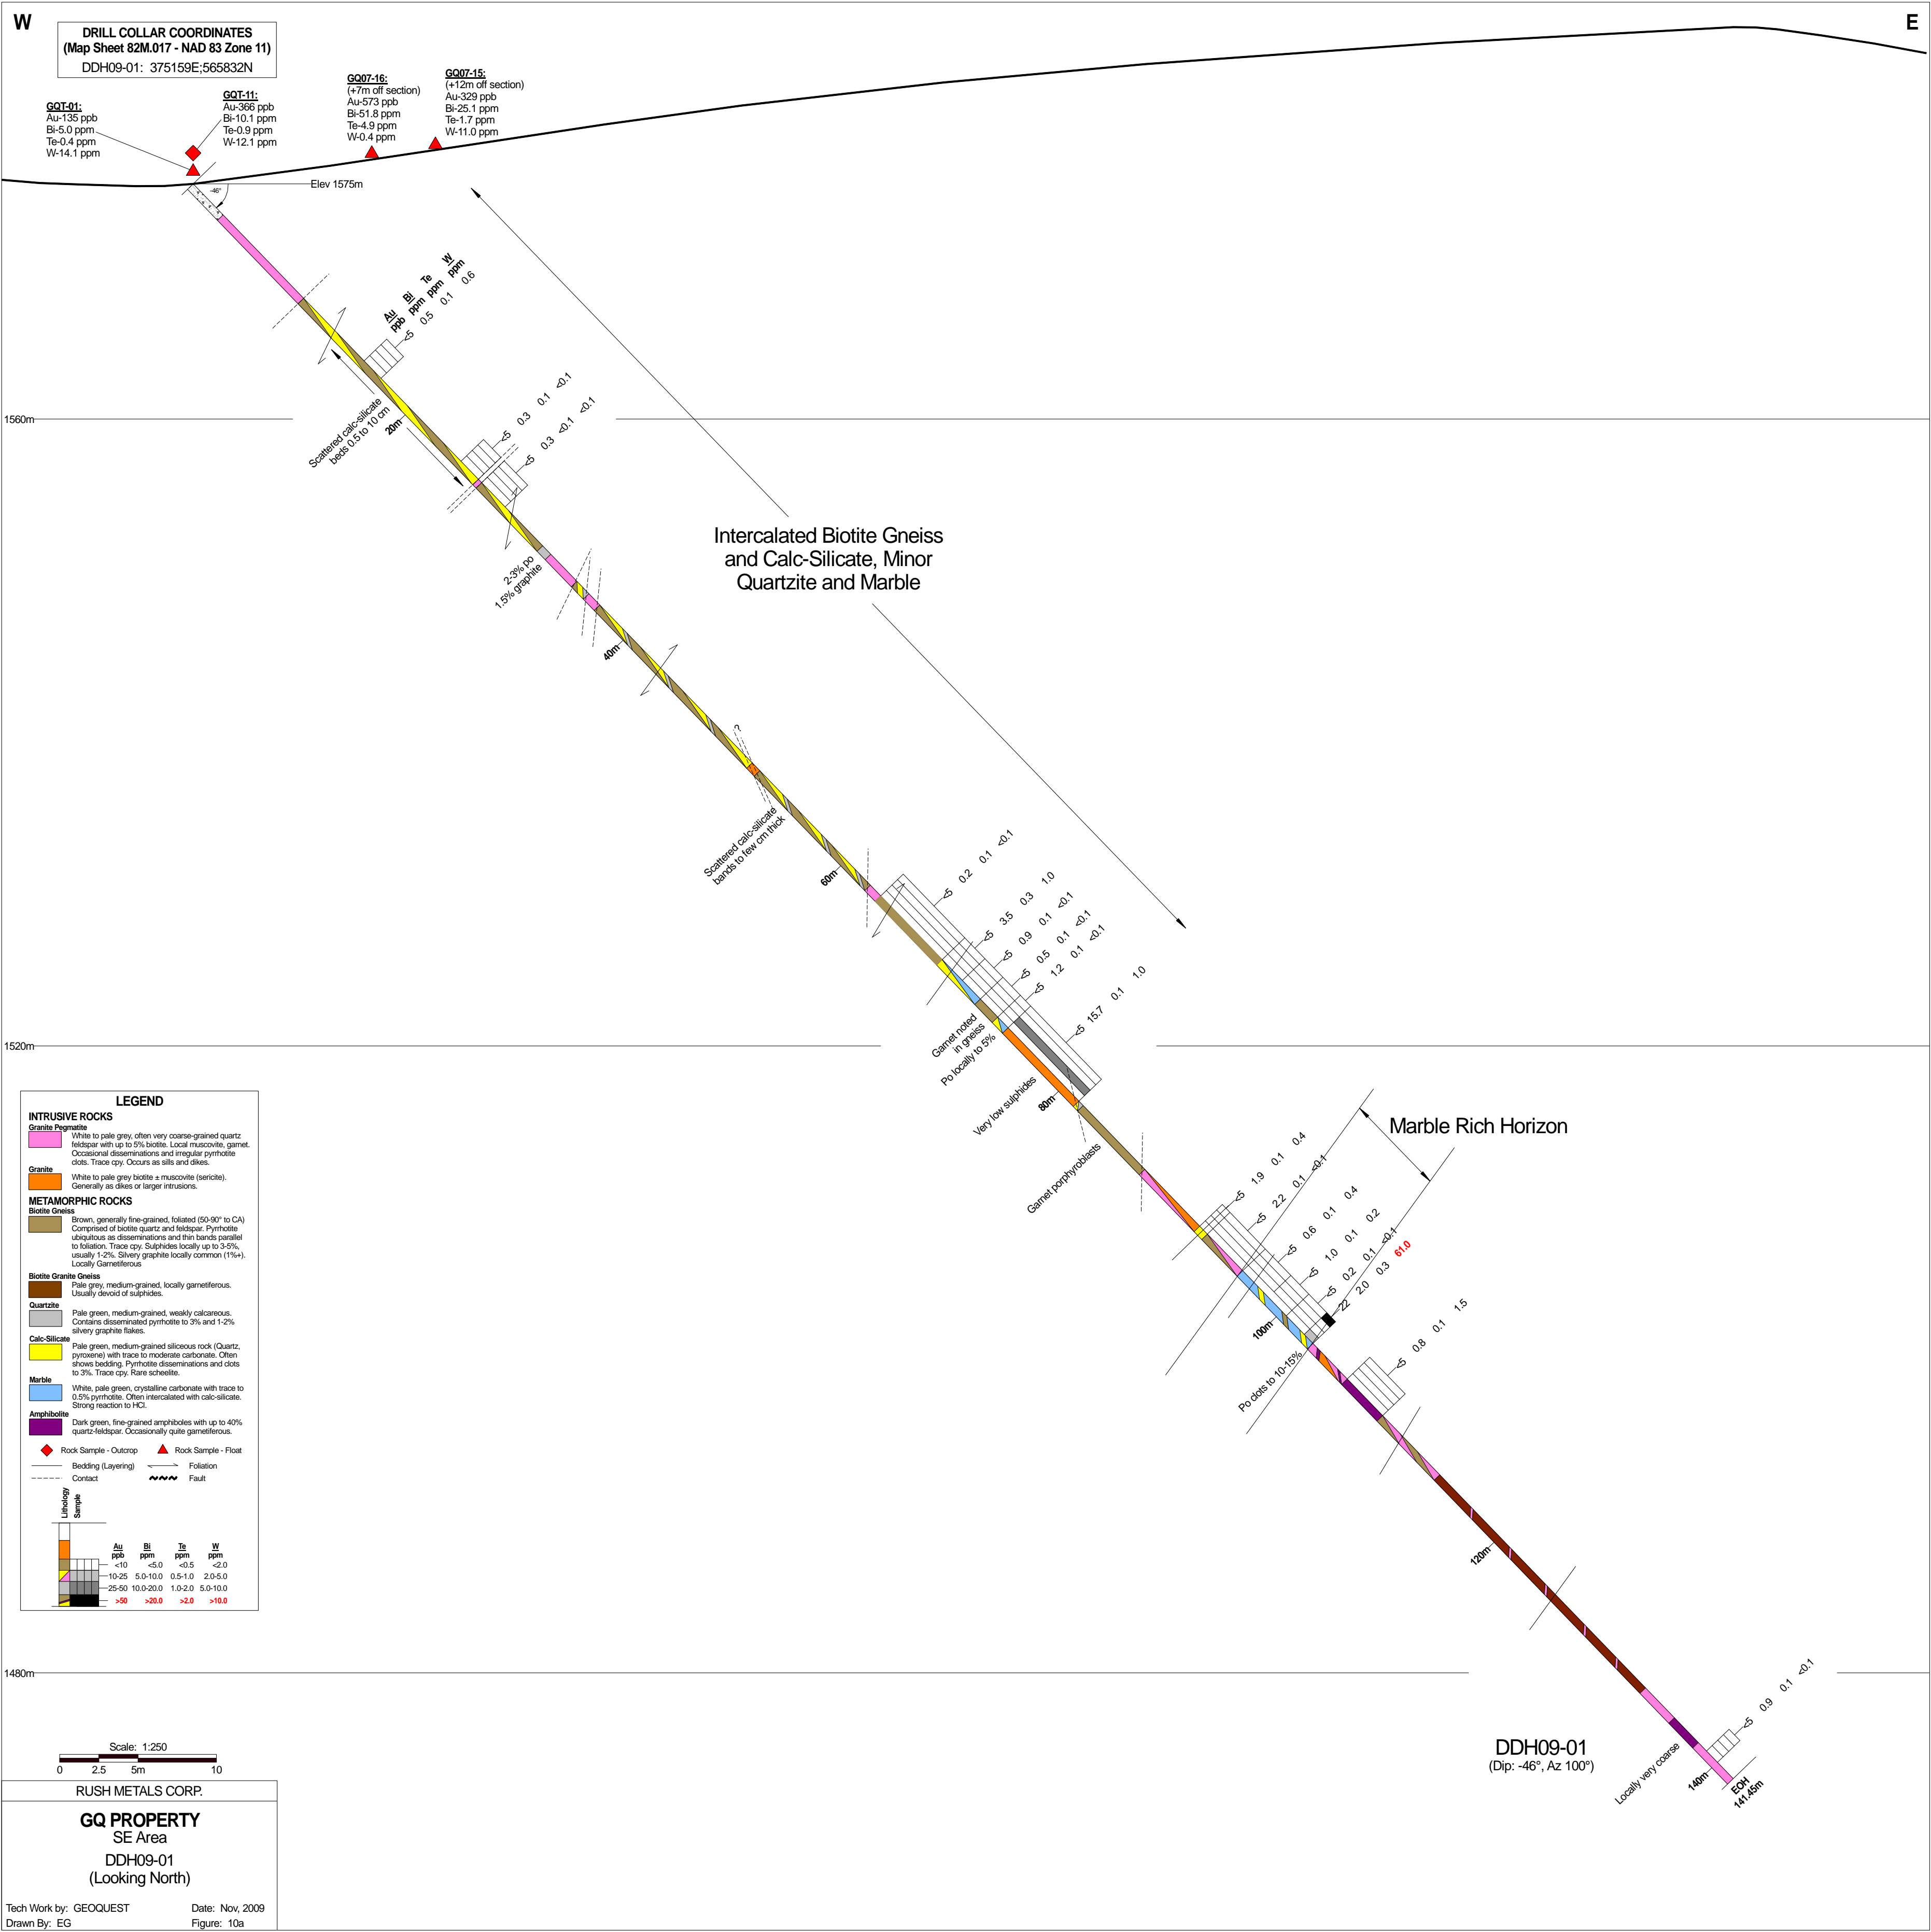 W
E
DRILL COLLAR COORDINATES
(Map Sheet 82M.017 - NAD 83 Zone 11)
DDH09-01: 375159E;565832N
GQT-01:
Au-135 ppb
Bi-5.0 ppm
Te-0.4 ppm
W-14.1 ppm
GQT-11:
Au-366 ppb
Bi-10.1 ppm
Te-0.9 ppm
W-12.1 ppm
GQ07-16:
(+7m off section)
Au-573 ppb
Bi-51.8 ppm
Te-4.9 ppm
W-0.4 ppm
GQ07-15:
(+12m off section)
Au-329 ppb
Bi-25.1 ppm
Te-1.7 ppm
W-11.0 ppm
-46°
Elev 1575m
Au Bi Te W
ppb ppm ppm ppm
<5 0.5 0.1 0.6
Scattered calc-silicate
beds 0.5 to 10 cm
20m
1560m
<5 0.3 0.1 <0.1
<5 0.3 <0.1 <0.1
Intercalated Biotite Gneiss
and Calc-Silicate, Minor
Quartzite and Marble
2-3% po
1.5% graphite
40m
?
Scattered calc-silicate
bands to few cm thick
60m
<5 0.2 0.1 <0.1
<5 3.5 0.3 1.0
<5 0.9 0.1 <0.1
<5 0.5 0.1 <0.1
<5 1.2 0.1 <0.1
<5 15.7 0.1 1.0
Garnet noted
in gneiss
Po locally to 5%
1520m
Very low sulphides
80m
Garnet porphyroblasts
Marble Rich Horizon
<5 1.9 0.1 0.4
<5 2.2 0.1 <0.1
<5 0.6 0.1 0.4
<5 1.0 0.1 0.2
<5 0.2 0.1 <0.1
22 2.0 0.3 61.0
100m
Po clots to 10-15%
<5 0.8 0.1 1.5
120m
1480m
<5 0.9 0.1 <0.1
Locally very coarse
140m
EOH
141.45m
DDH09-01
(Dip: -46°, Az 100°)
LEGEND
INTRUSIVE ROCKS
Granite Pegmatite
White to pale grey, often very coarse-grained quartz
feldspar with up to 5% biotite. Local muscovite, garnet.
Occasional disseminations and irregular pyrrhotite
clots. Trace cpy. Occurs as sills and dikes.
Granite
White to pale grey biotite ± muscovite (sericite).
Generally as dikes or larger intrusions.
METAMORPHIC ROCKS
Biotite Gneiss
Brown, generally fine-grained, foliated (50-90° to CA)
Comprised of biotite quartz and feldspar. Pyrrhotite
ubiquitous as disseminations and thin bands parallel
to foliation. Trace cpy. Sulphides locally up to 3-5%,
usually 1-2%. Silvery graphite locally common (1%+).
Locally Garnetiferous
Biotite Granite Gneiss
Pale grey, medium-grained, locally garnetiferous.
Usually devoid of sulphides.
Quartzite
Pale green, medium-grained, weakly calcareous.
Contains disseminated pyrrhotite to 3% and 1-2%
silvery graphite flakes.
Calc-Silicate
Pale green, medium-grained siliceous rock (Quartz,
pyroxene) with trace to moderate carbonate. Often
shows bedding. Pyrrhotite disseminations and clots
to 3%. Trace cpy. Rare scheelite.
Marble
White, pale green, crystalline carbonate with trace to
0.5% pyrrhotite. Often intercalated with calc-silicate.
Strong reaction to HCl.
Amphibolite
Dark green, fine-grained amphiboles with up to 40%
quartz-feldspar. Occasionally quite garnetiferous.
Rock Sample - Outcrop Rock Sample - Float
Bedding (Layering) Foliation
Contact Fault
Lithology
Sample
Au Bi Te W
ppb ppm ppm ppm
<10 <5.0 <0.5 <2.0
10-25 5.0-10.0 0.5-1.0 2.0-5.0
25-50 10.0-20.0 1.0-2.0 5.0-10.0
>50 >20.0 >2.0 >10.0
Scale: 1:250
0 2.5 5m 10
RUSH METALS CORP.
GQ PROPERTY
SE Area
DDH09-01
(Looking North)
Tech Work by: GEOQUEST Date: Nov, 2009
Drawn By: EG Figure: 10a